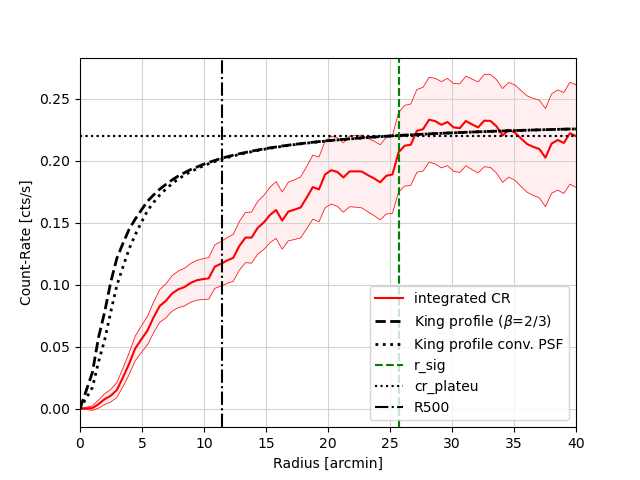 0.25
0.20
0.15
0.10
0.05
0.00
Count-Rate [cts/s]
integrated CR
King profile (β=2/3)
King profile conv. PSF
r_sig
cr_plateu
R500
0 5 10 15 20 25 30 35 40
Radius [arcmin]